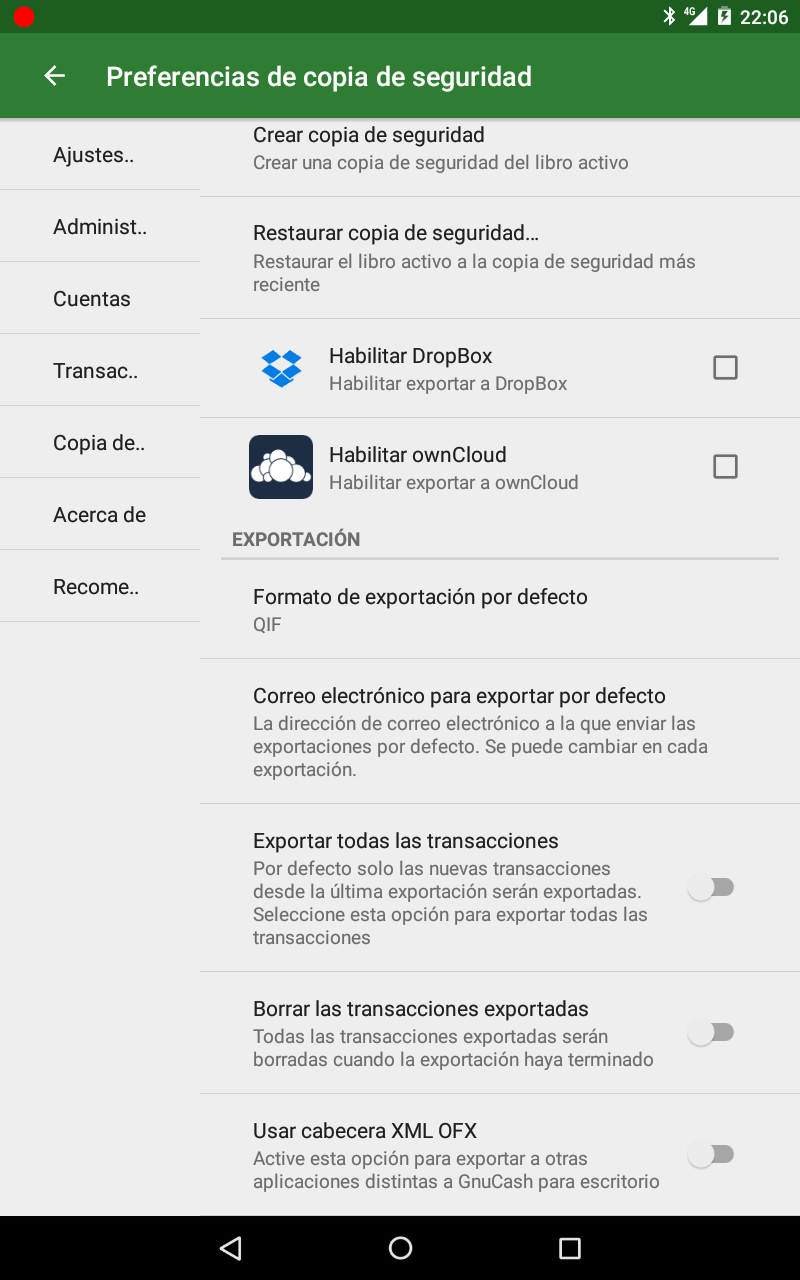 4G 22:06
Preferencias de copia de seguridad
Ajustes..
Administ..
Cuentas
Transac..
Copia de..
Acerca de
Recome..
Crear copia de seguridad
Crear una copia de seguridad del libro activo
Restaurar copia de seguridad…
Restaurar el libro activo a la copia de seguridad más
reciente
Habilitar DropBox
Habilitar exportar a DropBox
Habilitar ownCloud
Habilitar exportar a ownCloud
EXPORTACIÓN
Formato de exportación por defecto
QIF
Correo electrónico para exportar por defecto
La dirección de correo electrónico a la que enviar las
exportaciones por defecto. Se puede cambiar en cada
exportación.
Exportar todas las transacciones
Por defecto solo las nuevas transacciones
desde la última exportación serán exportadas.
Seleccione esta opción para exportar todas las
transacciones
Borrar las transacciones exportadas
Todas las transacciones exportadas serán
borradas cuando la exportación haya terminado
Usar cabecera XML OFX
Active esta opción para exportar a otras
aplicaciones distintas a GnuCash para escritorio